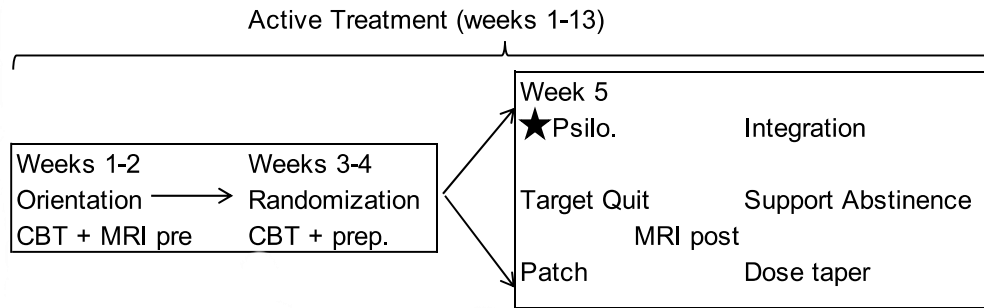 Active Treatment (weeks 1-13)
Weeks 1-2 Weeks 3-4
Orientation Randomization
CBT + MRI pre CBT + prep.
Week 5
★Psilo. Integration
Target Quit Support Abstinence
MRI post
Patch Dose taper